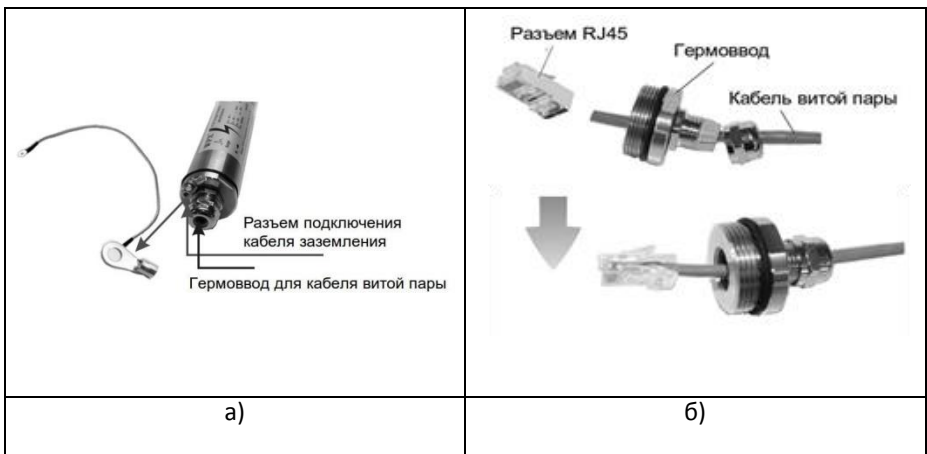 Разъем подключения
кабеля заземления
Гермоввод для кабеля витой пары
Разъем RJ45
Гермоввод
Кабель витой пары
а)
б)